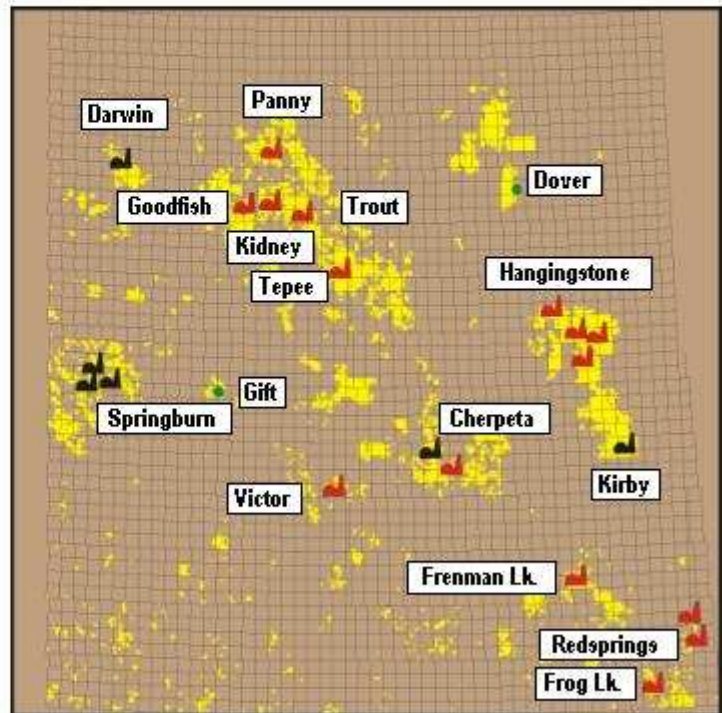 Panny
Darwin
Dover
Goodfish
Trout
Kidney
Hangingstone
Tepee
Gift
Springburn
Cherpeta
Kirby
Victor
Frenman Lk.
Redsprings
Frog Lk.